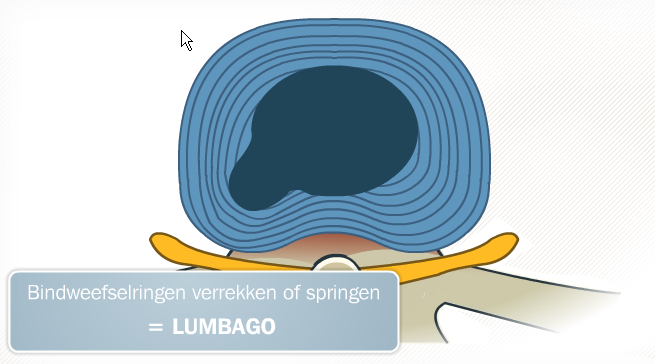 Bindweefselringen verrekken of springen
= LUMBAGO